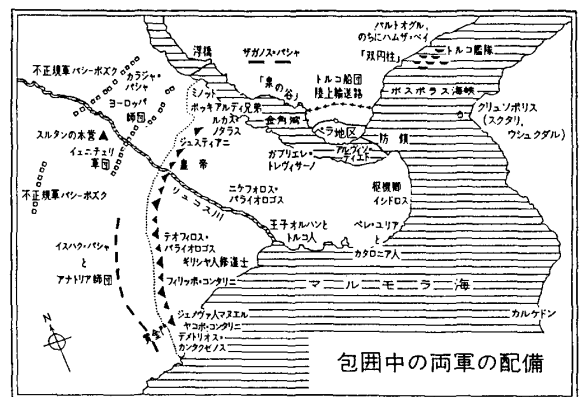 バルトオグル、
のちにハムザ・ベイ
「双円柱」
トルコ艦隊
浮橋
ザガノス・パシャ
不正規軍バシーボズク
カラジャ・
パシャ
ヨーロッパ
師団
「泉の谷」
トルコ船団
陸上輸送路
ボスポラス海峡
ミノット
ボッキアルディ兄弟
ルカス・
ノタラス
金角湾
ペラ地区
防鎖
クリュソポリス
(スクタリ、
ウシュクダル)
スルタンの本営
イェニチェリ
軍団
ジュスティアニ
皇帝
ガブリエレ・
トレヴィサーノ
アルヴィゾ・
ディエド
枢機卿
イシドロス
不正規軍バシーボズク
リュコス川
ニケフォロス・
パライオロゴス
王子オルハンと
トルコ人
ペレ・ユリア
と
カタロニア人
イスハク・パシャ
と
アナトリア師団
テオフィロス・
パライオロゴス
ギリシャ人修道士
フィリッポ・コンタリーニ
マルモラ海
カルケドン
黄金門
ジェノヴァ人マヌエル
ヤコポ・コンタリーニ
デメトリオス・
カンタクゼノス
N
包囲中の両軍の配備